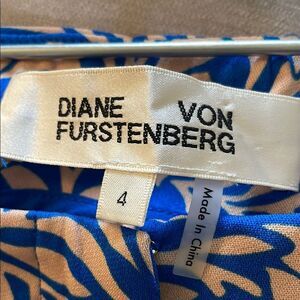 DIANE VON
FURSTENBERG
4
Made In China